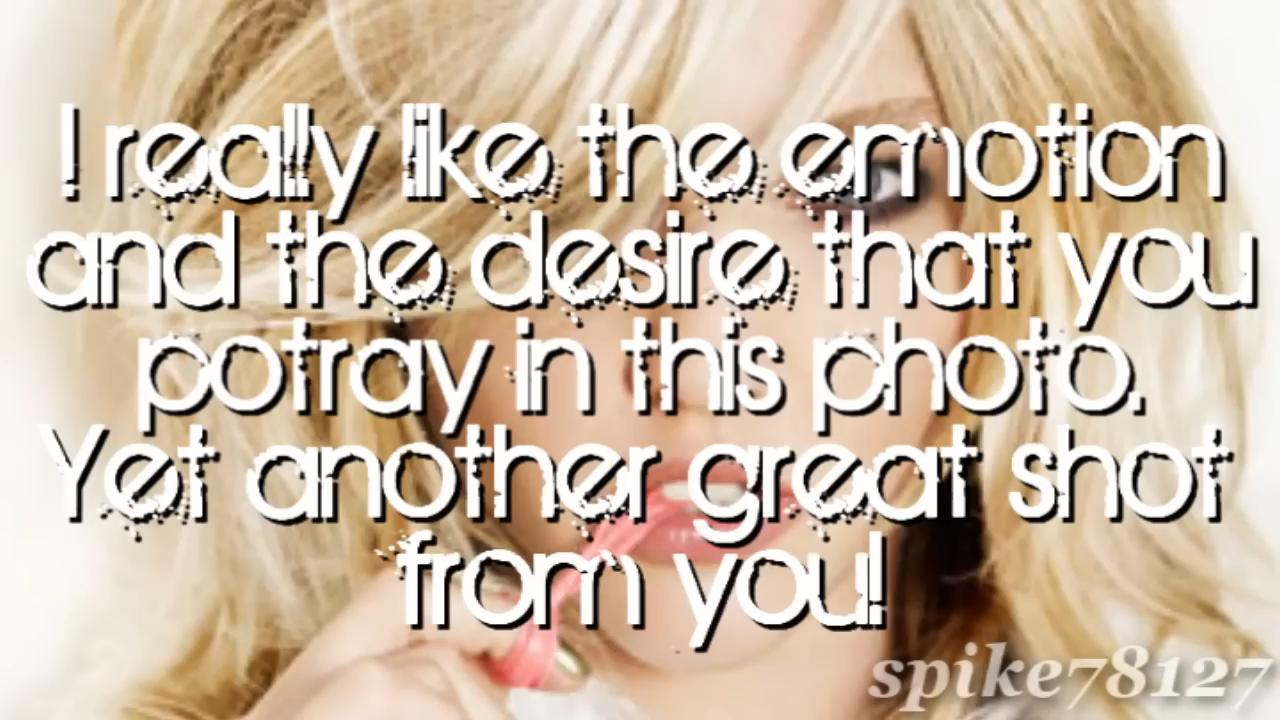 I really like the emotion
and the desire that you
potray in this photo.
Yet another great shot
from you!
spike78127